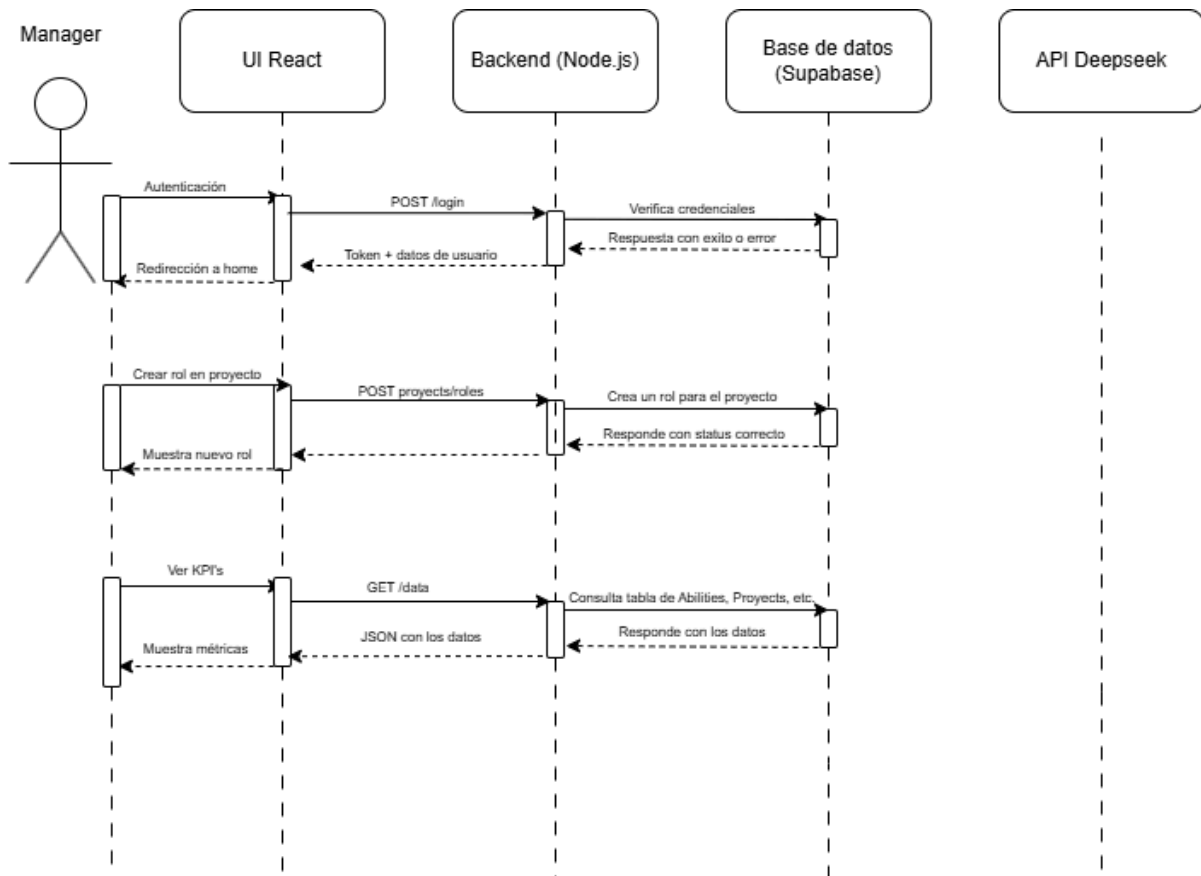 Manager
UI React
Backend (Node.js)
Base de datos
(Supabase)
API Deepseek
Autenticación
POST /login
Verifica credenciales
Respuesta con exito o error
Token + datos de usuario
Redirección a home
Crear rol en proyecto
POST proyects/roles
Crea un rol para el proyecto
Responde con status correcto
Muestra nuevo rol
Ver KPI's
GET /data
Consulta tabla de Abilities, Proyects, etc.
Responde con los datos
JSON con los datos
Muestra métricas